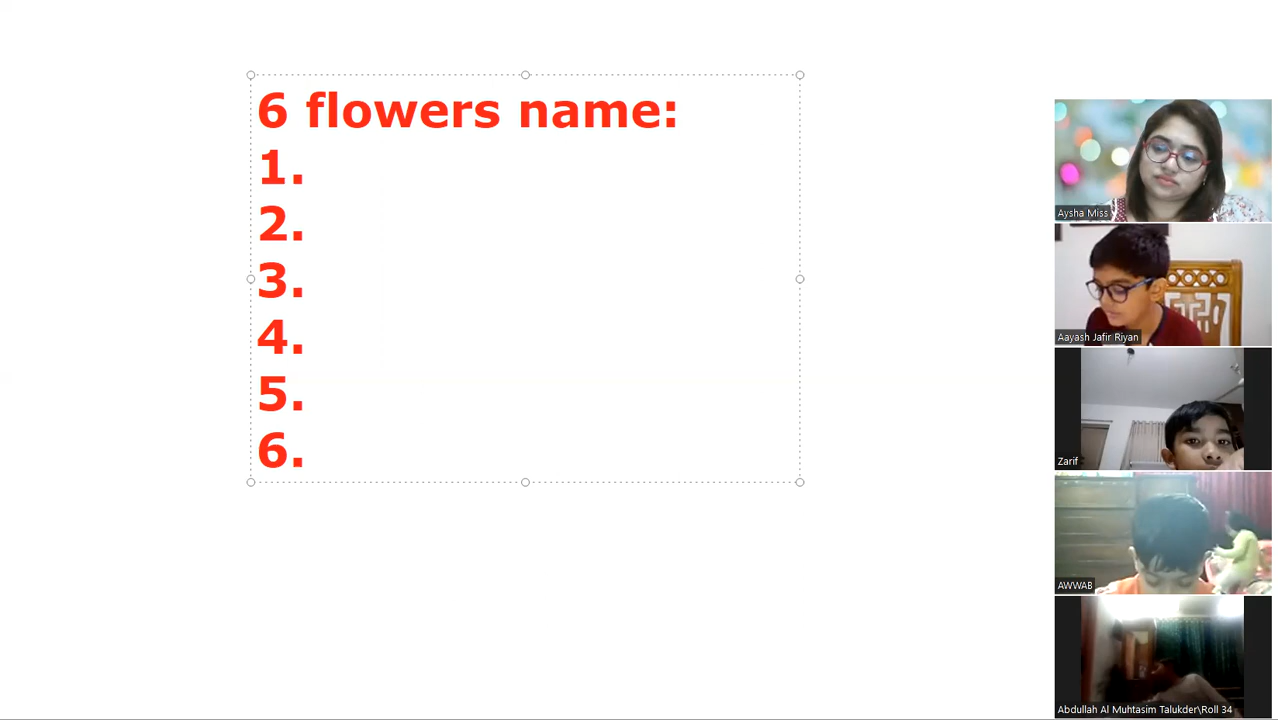 6 flowers name:
1.
2.
3.
4.
5.
6.
Aysha Miss
Aayash Jafir Riyan
Zarif
AWWAB
Abdullah Al Muhtasim Talukder\Roll 34